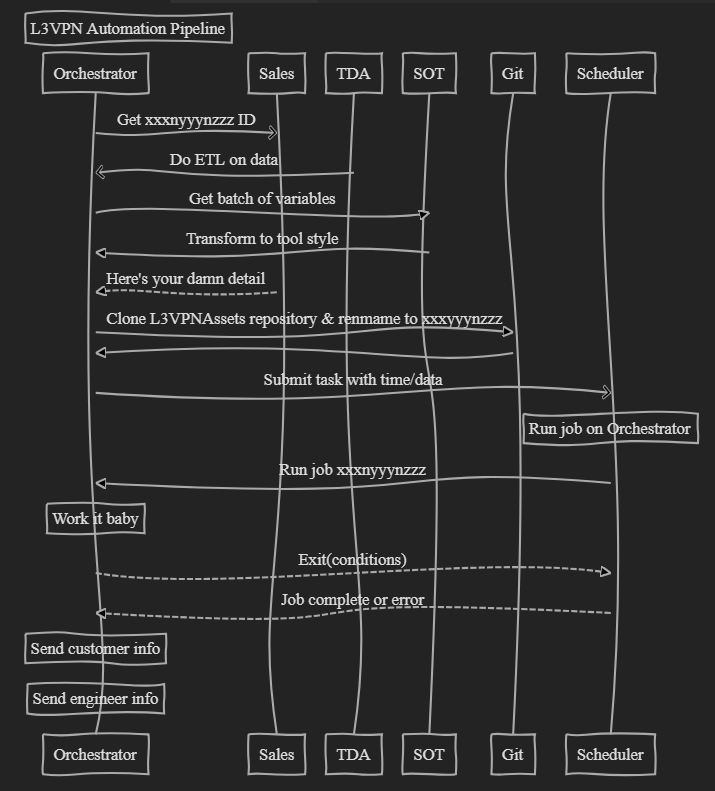 L3VPN Automation Pipeline
Orchestrator Sales TDA SOT Git Scheduler
Get xxxnyyynzzz ID
Do ETL on data
Get batch of variables
Transform to tool style
Here's your damn detail
Clone L3VPNAssets repository & renmame to xxxyyynzzz
Submit task with time/data
Run job on Orchestrator
Run job xxxnyyynzzz
Work it baby
Exit(conditions)
Job complete or error
Send customer info
Send engineer info
Orchestrator Sales TDA SOT Git Scheduler